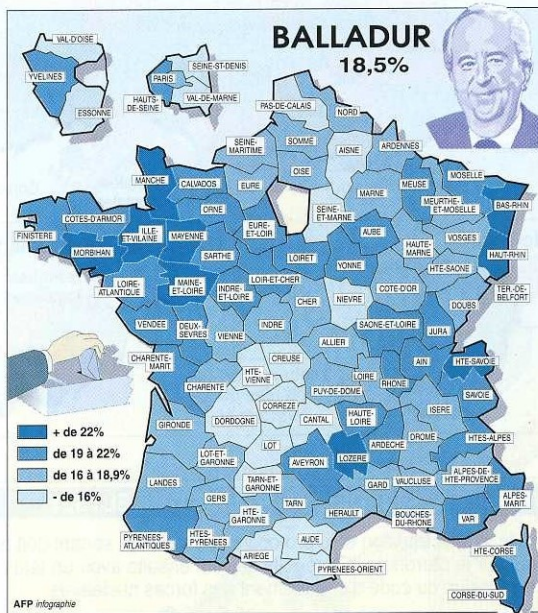 BALLADUR
18,5%
VAL-D'OISE
YVELINES
ESSONNE
PARIS
SEINE-ST-DENIS
HAUTS-
DE-SEINE
VAL-DE-MARNE
PAS-DE-CALAIS
NORD
SEINE-
MARITIME
SOMME
AISNE
ARDENNES
OISE
MANCHE
CALVADOS
EURE
MARNE
MEUSE
MOSELLE
MEURTHE-
ET-MOSELLE
BAS-RHIN
COTES-D'ARMOR
ORNE
SEINE-
ET-MARNE
FINISTERE
ILLE-
ET-VILAINE
MAYENNE
EURE-
ET-LOIR
AUBE
HAUTE-
MARNE
VOSGES
HAUT-RHIN
MORBIHAN
SARTHE
LOIRET
YONNE
HTE-SAONE
TER.-DE-
BELFORT
LOIRE-
ATLANTIQUE
MAINE-
ET-LOIRE
INDRE-
ET-LOIRE
LOIR-ET-CHER
CHER
NIEVRE
COTE-D'OR
DOUBS
VENDEE
DEUX-
SEVRES
VIENNE
INDRE
ALLIER
SAONE-ET-LOIRE
JURA
CHARENTE-
MARIT.
CHARENTE
HTE-
VIENNE
CREUSE
PUY-DE-DOME
LOIRE
RHONE
AIN
HTE-SAVOIE
SAVOIE
GIRONDE
DORDOGNE
CORREZE
CANTAL
HAUTE-
LOIRE
ISERE
LOT-ET-
GARONNE
LOT
AVEYRON
LOZERE
ARDECHE
DROME
HTES-ALPES
LANDES
GERS
TARN-ET-
GARONNE
TARN
GARD
VAUCLUSE
ALPES-DE-
HTE-PROVENCE
ALPES-
MARIT.
PYRENEES-
ATLANTIQUES
HTES-
PYRENEES
HTE-
GARONNE
HERAULT
BOUCHES-
DU-RHONE
VAR
ARIEGE
AUDE
PYRENEES-ORIENT
HTE-CORSE
CORSE-DU-SUD
+ de 22%
de 19 à 22%
de 16 à 18,9%
- de 16%
AFP infographie